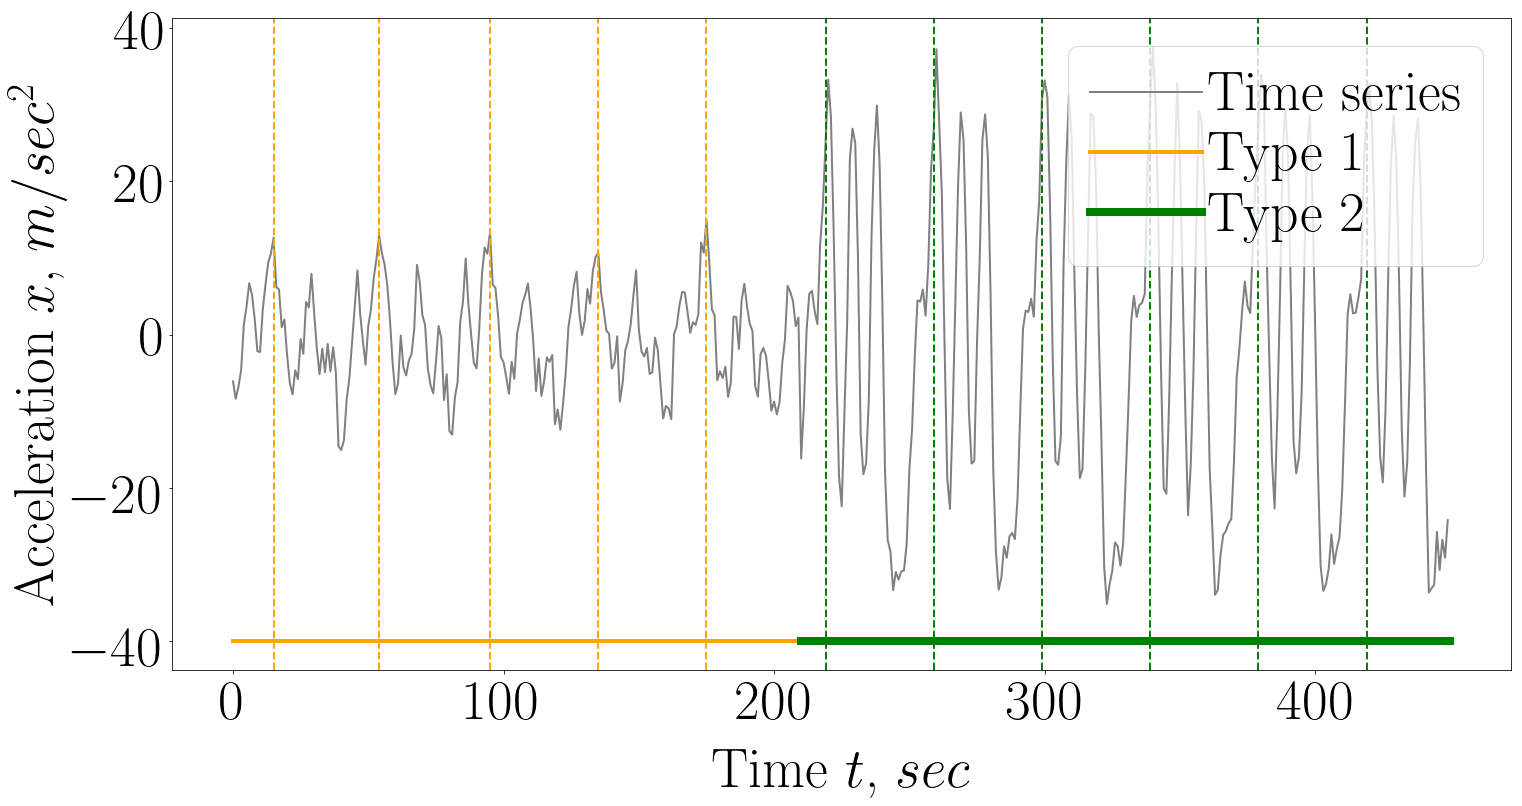 Acceleration x, m/sec²
40
20
0
−20
−40
Time series
Type 1
Type 2
0 100 200 300 400
Time t, sec